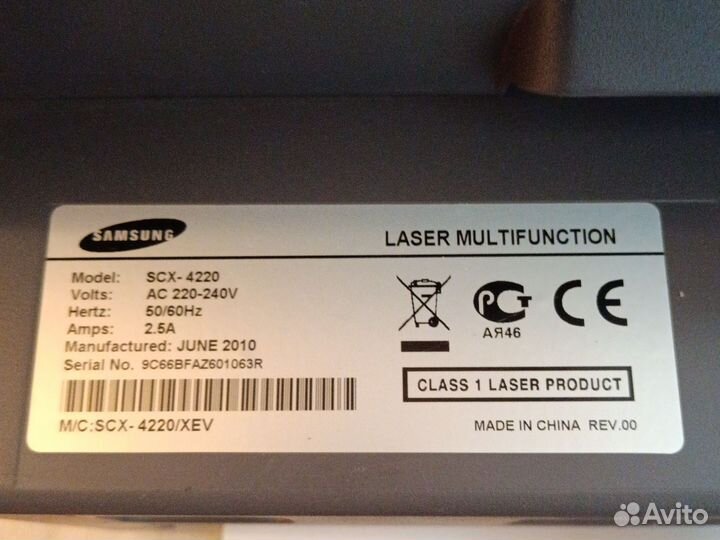 SAMSUNG
LASER MULTIFUNCTION
Model: SCX- 4220
Volts: AC 220-240V
Hertz: 50/60Hz
Amps: 2.5A
Manufactured: JUNE 2010
Serial No. 9C66BFAZ601063R
M/C:SCX- 4220/XEV
РСТ
CE
АЯ46
CLASS 1 LASER PRODUCT
MADE IN CHINA REV.00
Avito